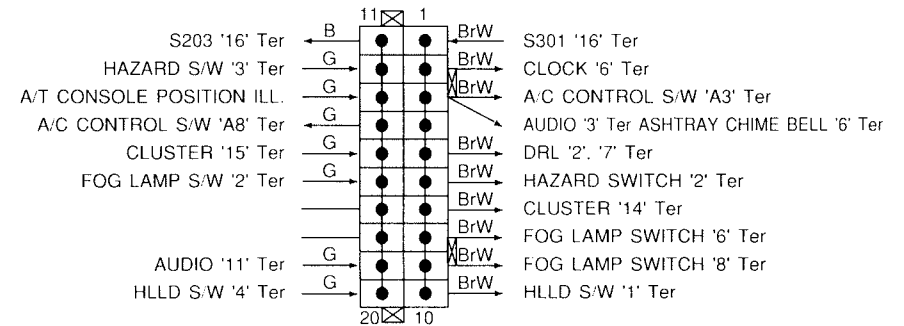 11 1
S203 '16' Ter B BrW S301 '16' Ter
HAZARD S/W '3' Ter G BrW CLOCK '6' Ter
A/T CONSOLE POSITION ILL. G BrW A/C CONTROL S/W 'A3' Ter
A/C CONTROL S/W 'A8' Ter G AUDIO '3' Ter ASHTRAY CHIME BELL '6' Ter
CLUSTER '15' Ter G BrW DRL '2', '7' Ter
FOG LAMP S/W '2' Ter G BrW HAZARD SWITCH '2' Ter
BrW CLUSTER '14' Ter
BrW FOG LAMP SWITCH '6' Ter
AUDIO '11' Ter G BrW FOG LAMP SWITCH '8' Ter
HLLD S/W '4' Ter G BrW HLLD S/W '1' Ter
20 10